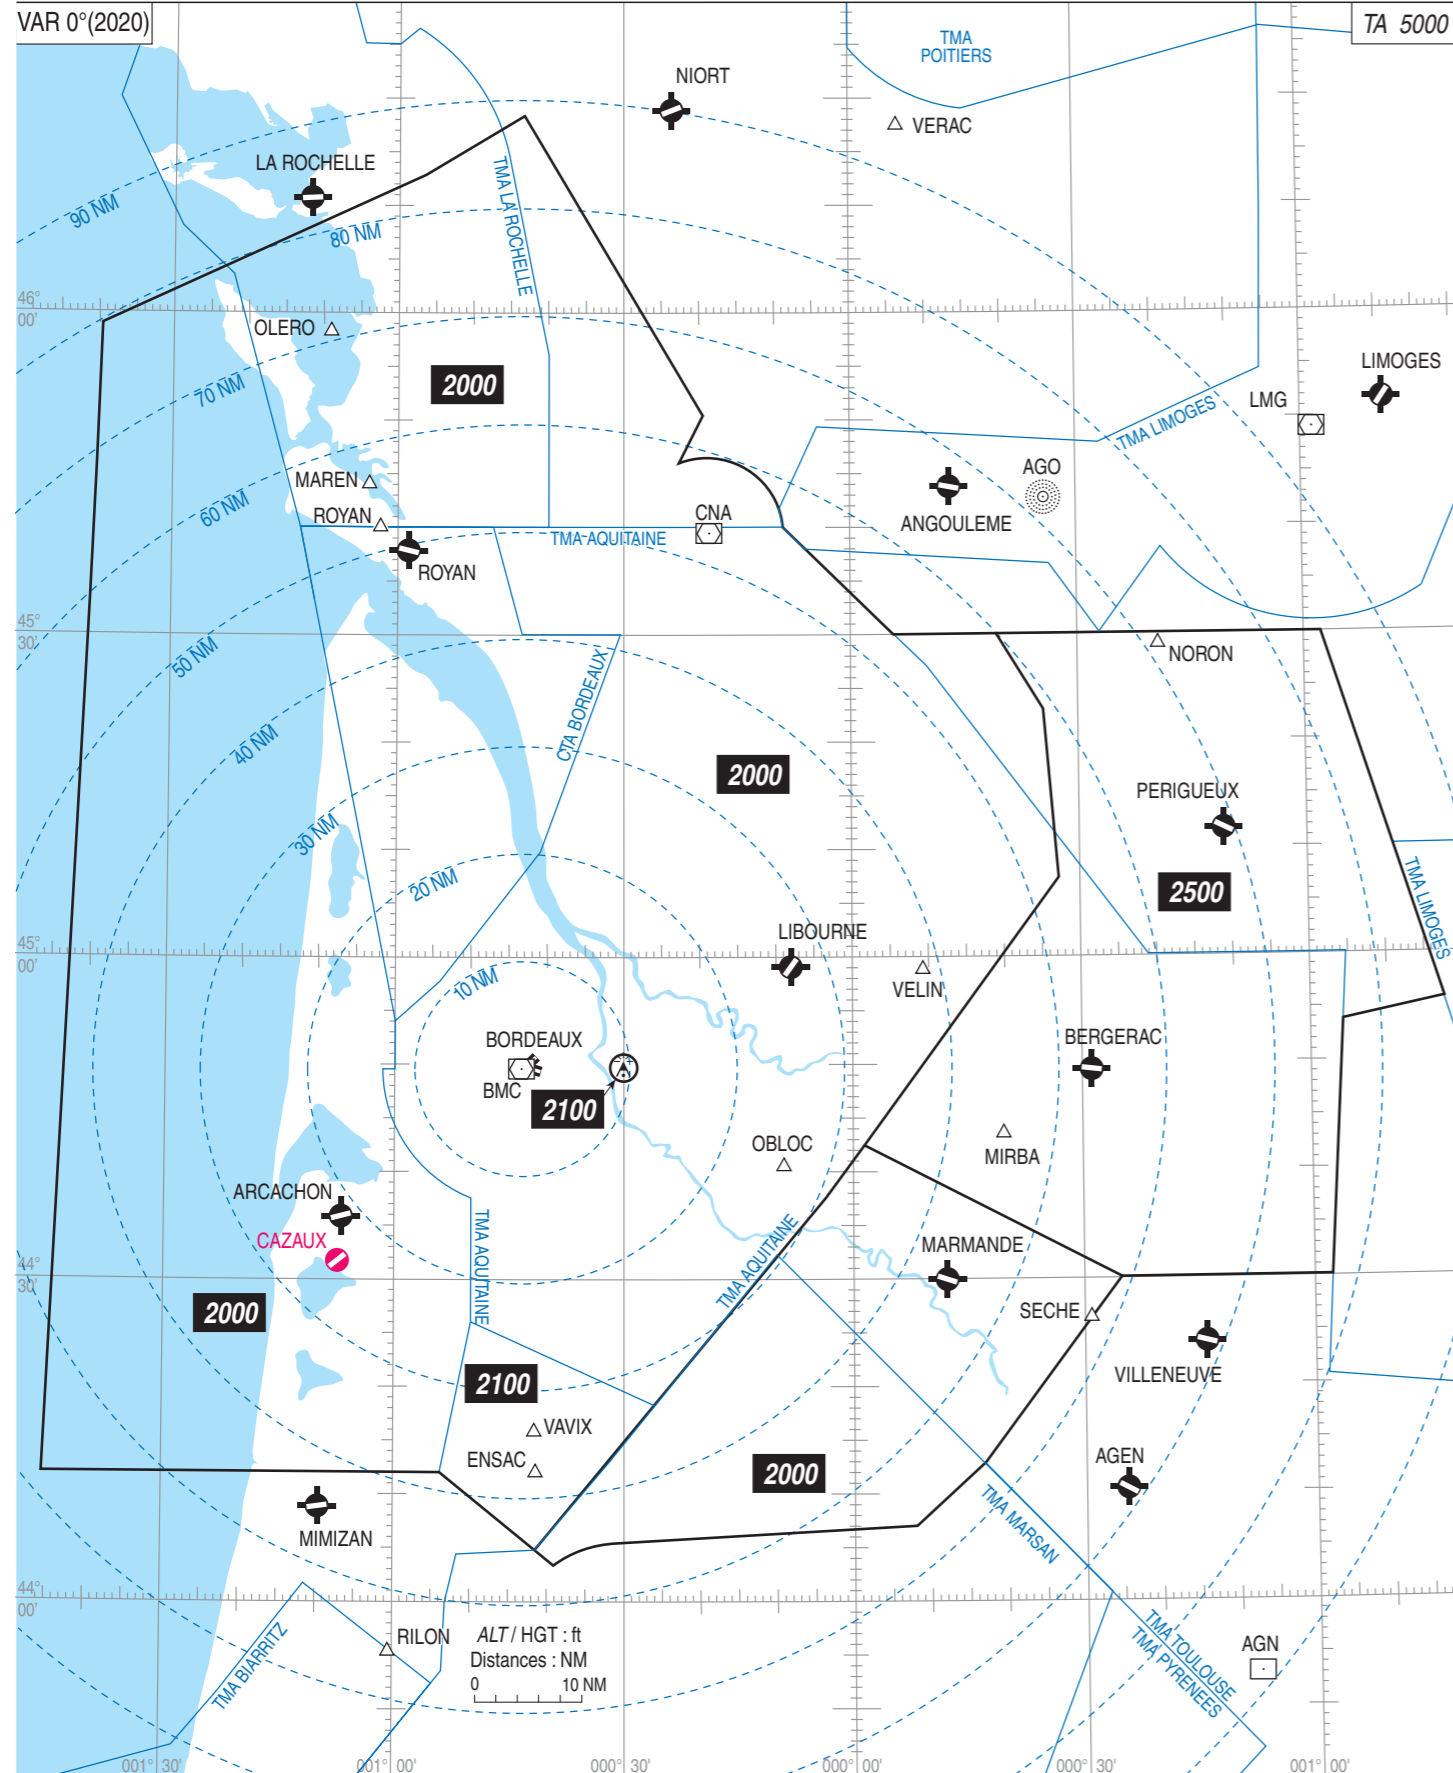 VAR 0°(2020)
TA 5000
TMA
POITIERS
NIORT
VERAC
LA ROCHELLE
TMA LA ROCHELLE
90 NM
80 NM
46°
00'
OLERO
70 NM
2000
LIMOGES
LMG
TMA LIMOGES
AGO
MAREN
60 NM
ROYAN
CNA
ANGOULEME
TMA AQUITAINE
ROYAN
45°
30'
50 NM
NORON
CTA BORDEAUX
40 NM
2000
PERIGUEUX
30 NM
20 NM
2500
TMA LIMOGES
LIBOURNE
45°
00'
10 NM
VELIN
BORDEAUX
BMC
2100
BERGERAC
OBLOC
MIRBA
ARCACHON
CAZAUX
TMA AQUITAINE
TMA AQUITAINE
MARMANDE
44°
30'
2000
SECHE
VILLENEUVE
2100
VAVIX
ENSAC
2000
AGEN
MIMIZAN
TMA MARSAN
44°
00'
RILON
TMA BIARRITZ
ALT / HGT : ft
Distances : NM
0 10 NM
TMA TOULOUSE
TMA PYRENEES
AGN
001° 30'
001° 00'
000° 30'
000° 00'
000° 30'
001° 00'